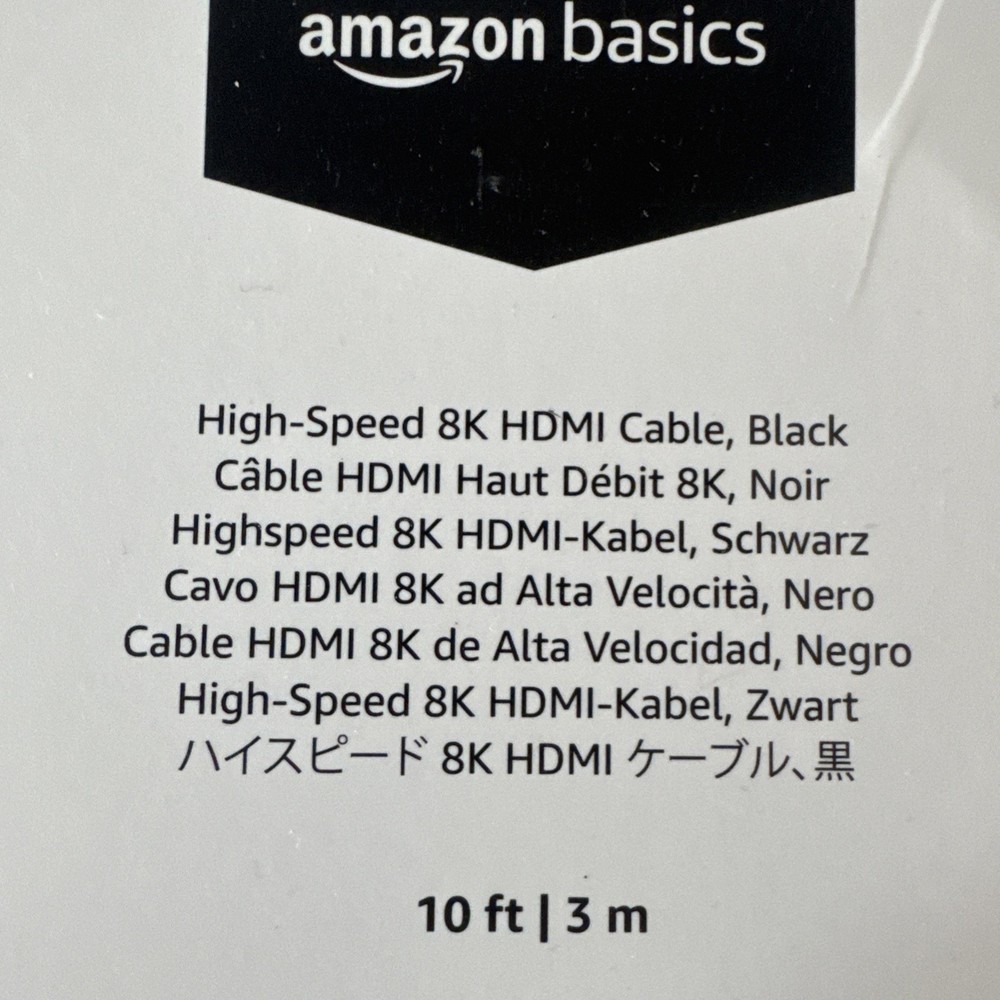 amazon basics
High-Speed 8K HDMI Cable, Black
Câble HDMI Haut Débit 8K, Noir
Highspeed 8K HDMI-Kabel, Schwarz
Cavo HDMI 8K ad Alta Velocità, Nero
Cable HDMI 8K de Alta Velocidad, Negro
High-Speed 8K HDMI-Kabel, Zwart
ハイスピード 8K HDMI ケーブル、黒
10 ft | 3 m